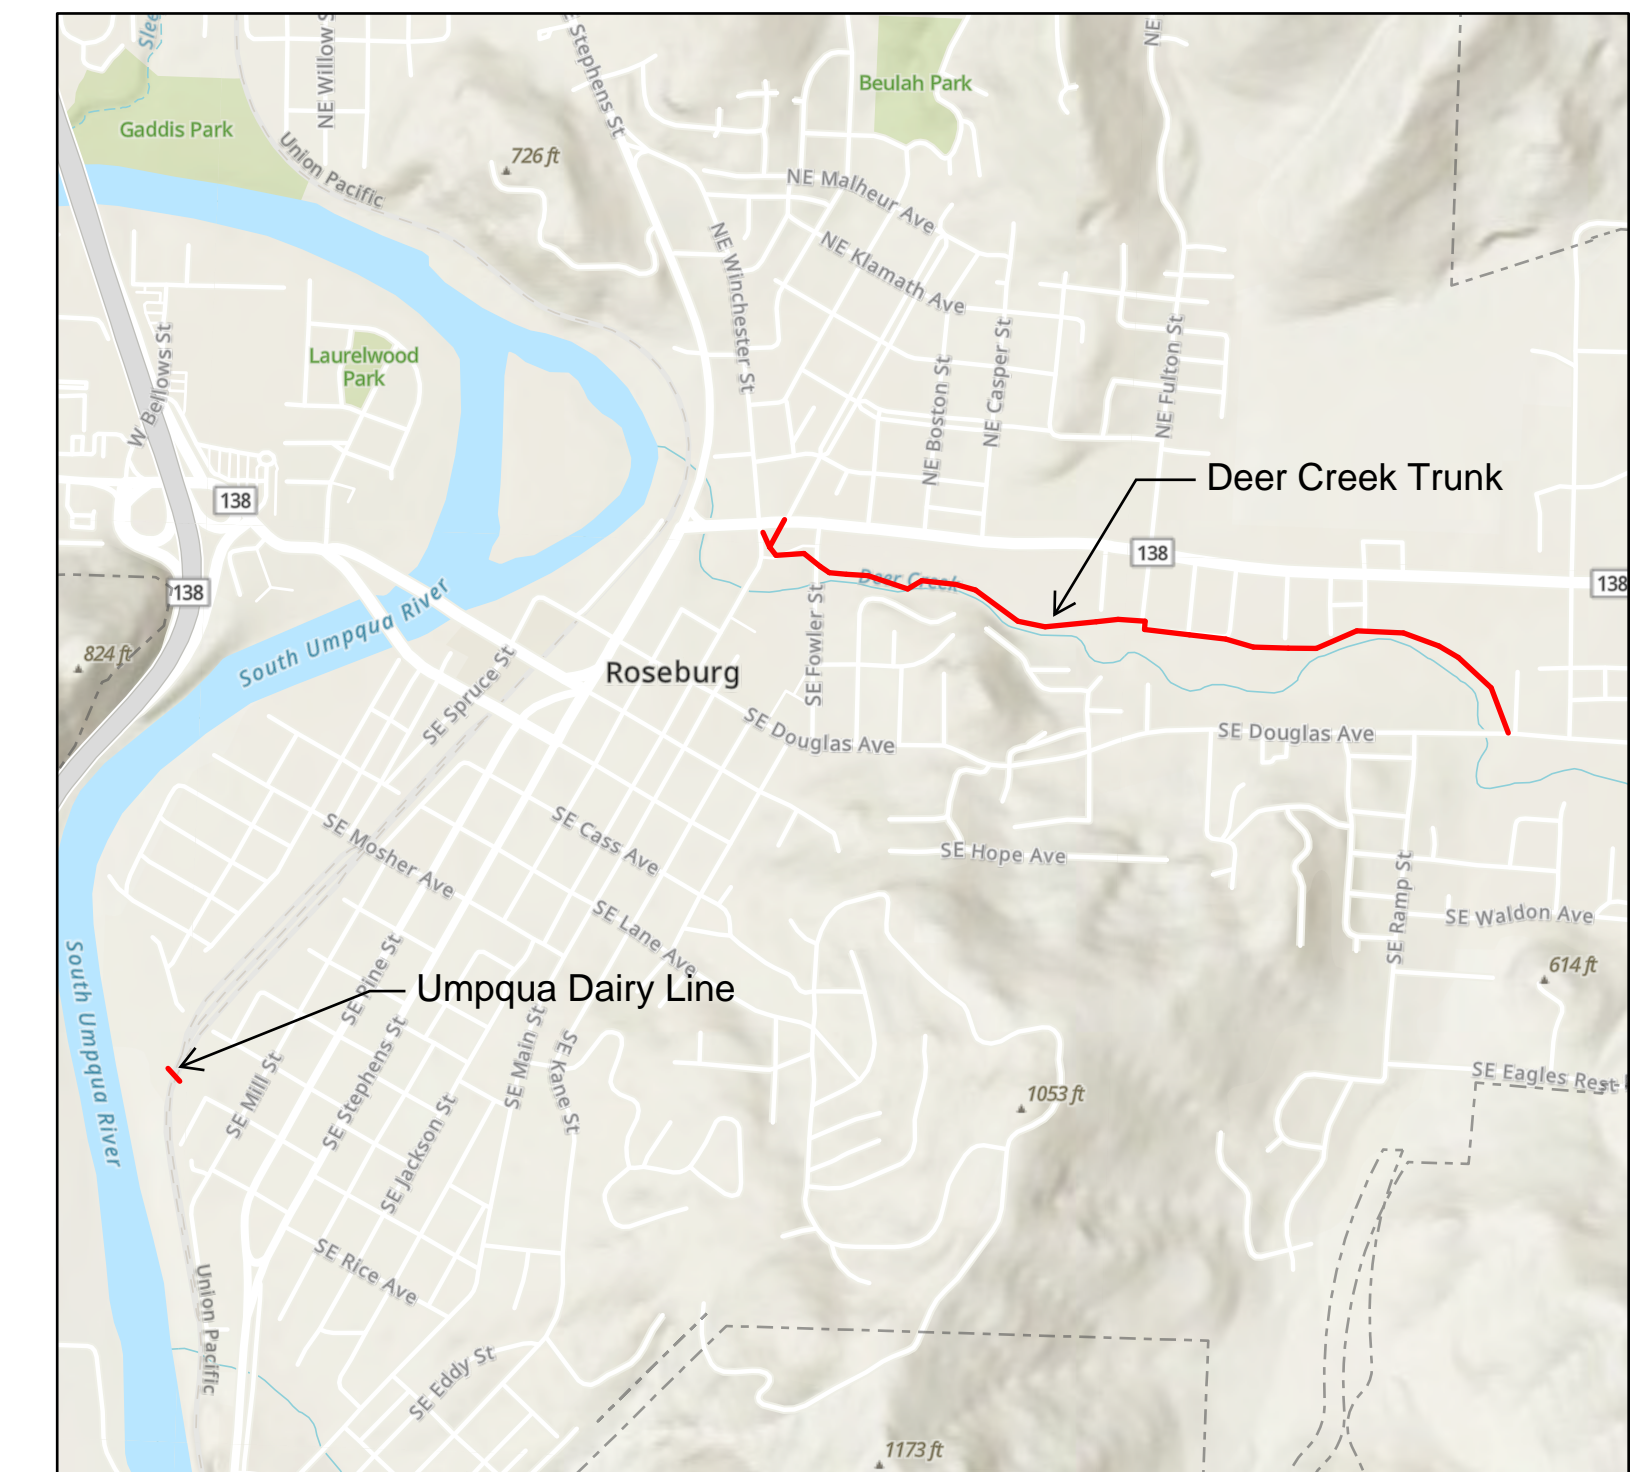 Slee
NE Willow S
E Stephens St
NE
Beulah Park
Gaddis Park
Union Pacific
726 ft
NE Malheur Ave
NE Winchester St
NE Klamath Ave
W Bellows St
Laurelwood
Park
NE Boston St
NE Casper St
NE Fulton St
Deer Creek Trunk
138
138
138
138
Deer Creek
South Umpqua River
SE Fowler St
824 ft
SE Spruce St
Roseburg
SE Douglas Ave
SE Douglas Ave
SE Mosher Ave
SE Cass Ave
SE Hope Ave
SE Ramp St
SE Waldon Ave
SE Lane Ave
South Umpqua River
SE Pine St
614 ft
Umpqua Dairy Line
SE Mill St
SE Stephens St
SE Main St
SE Kane St
SE Eagles Rest
1053 ft
SE Jackson St
SE Rice Ave
Union Pacific
SE Eddy St
1173 ft